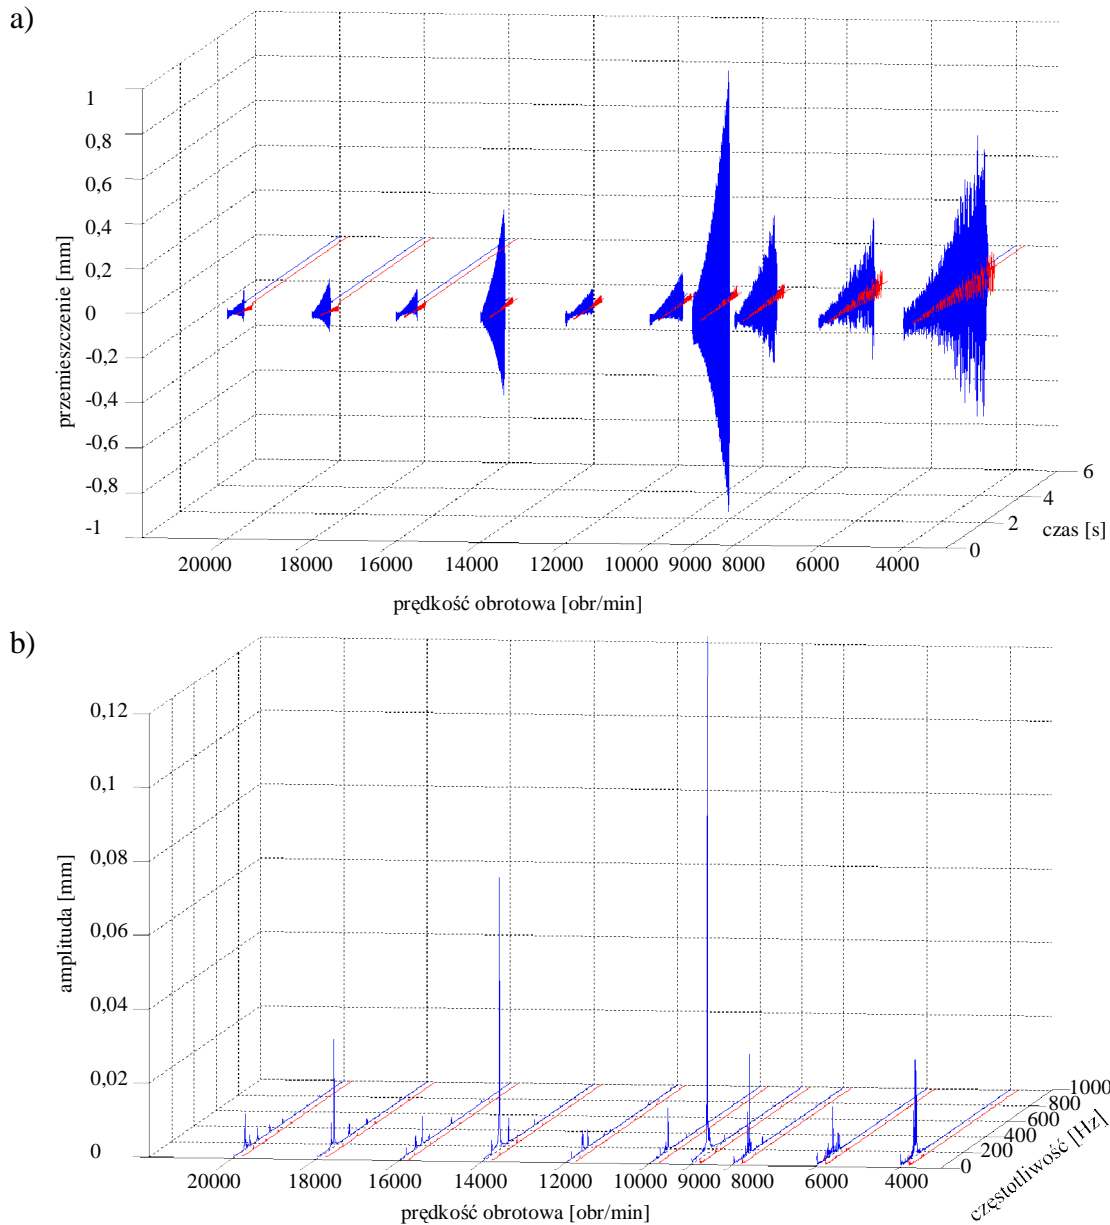 a)
1
0,8
0,6
0,4
0,2
0
-0,2
-0,4
-0,6
-0,8
-1
przemieszczenie [mm]
20000 18000 16000 14000 12000 10000 9000 8000 6000 4000
prędkość obrotowa [obr/min]
0 2 4 6
czas [s]
b)
0,12
0,1
0,08
0,06
0,04
0,02
0
amplituda [mm]
20000 18000 16000 14000 12000 10000 9000 8000 6000 4000
prędkość obrotowa [obr/min]
0 200 400 600 800 1000
częstotliwość [Hz]